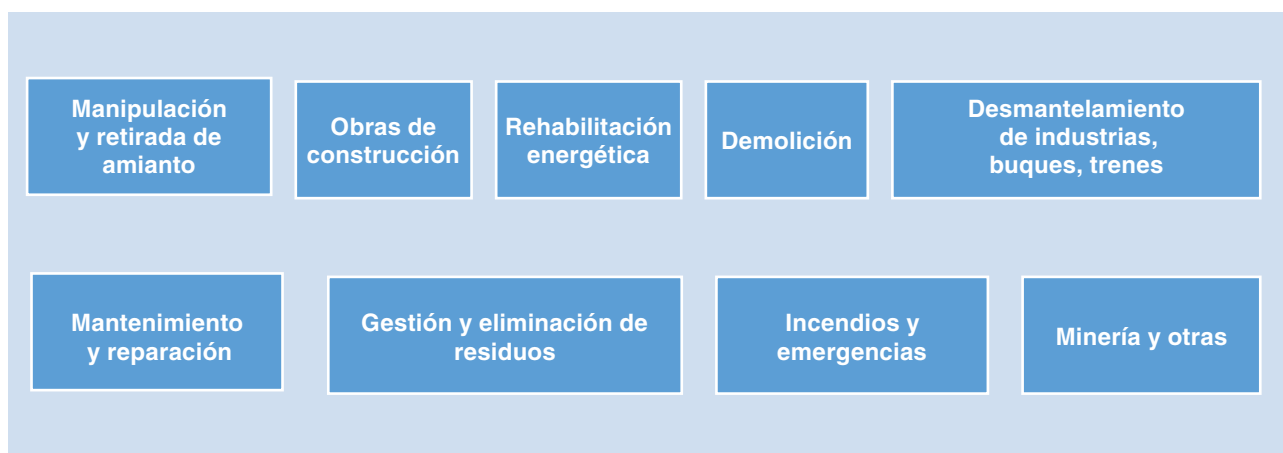 Manipulación
y retirada de
amianto
Obras de
construcción
Rehabilitación
energética
Demolición
Desmantelamiento
de industrias,
buques, trenes
Mantenimiento
y reparación
Gestión y eliminación de
residuos
Incendios y
emergencias
Minería y otras